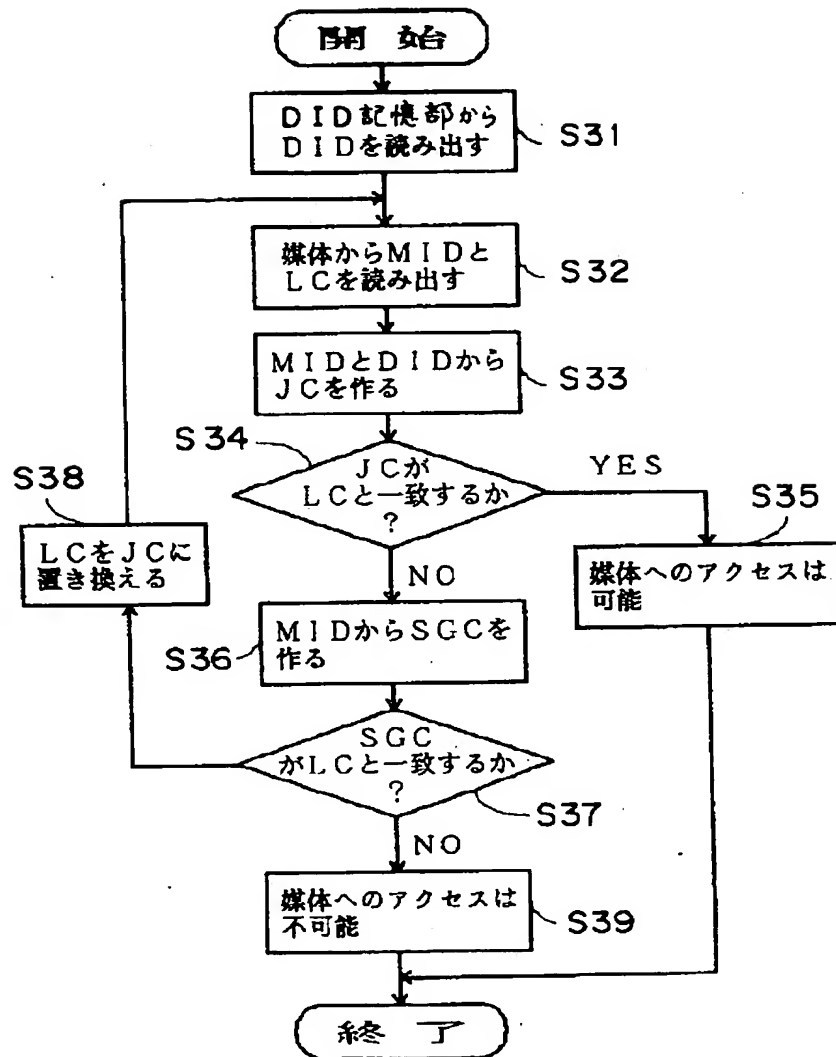 開始
DID記憶部から
DIDを読み出す
S31
媒体からMIDと
LCを読み出す
S32
MIDとDIDから
JCを作る
S33
S34
JCが
LCと一致するか
?
YES
S35
媒体へのアクセスは
可能
NO
S38
LCをJCに
置き換える
MIDからSGCを
作る
S36
SGC
がLCと一致するか
?
S37
NO
媒体へのアクセスは
不可能
S39
終了